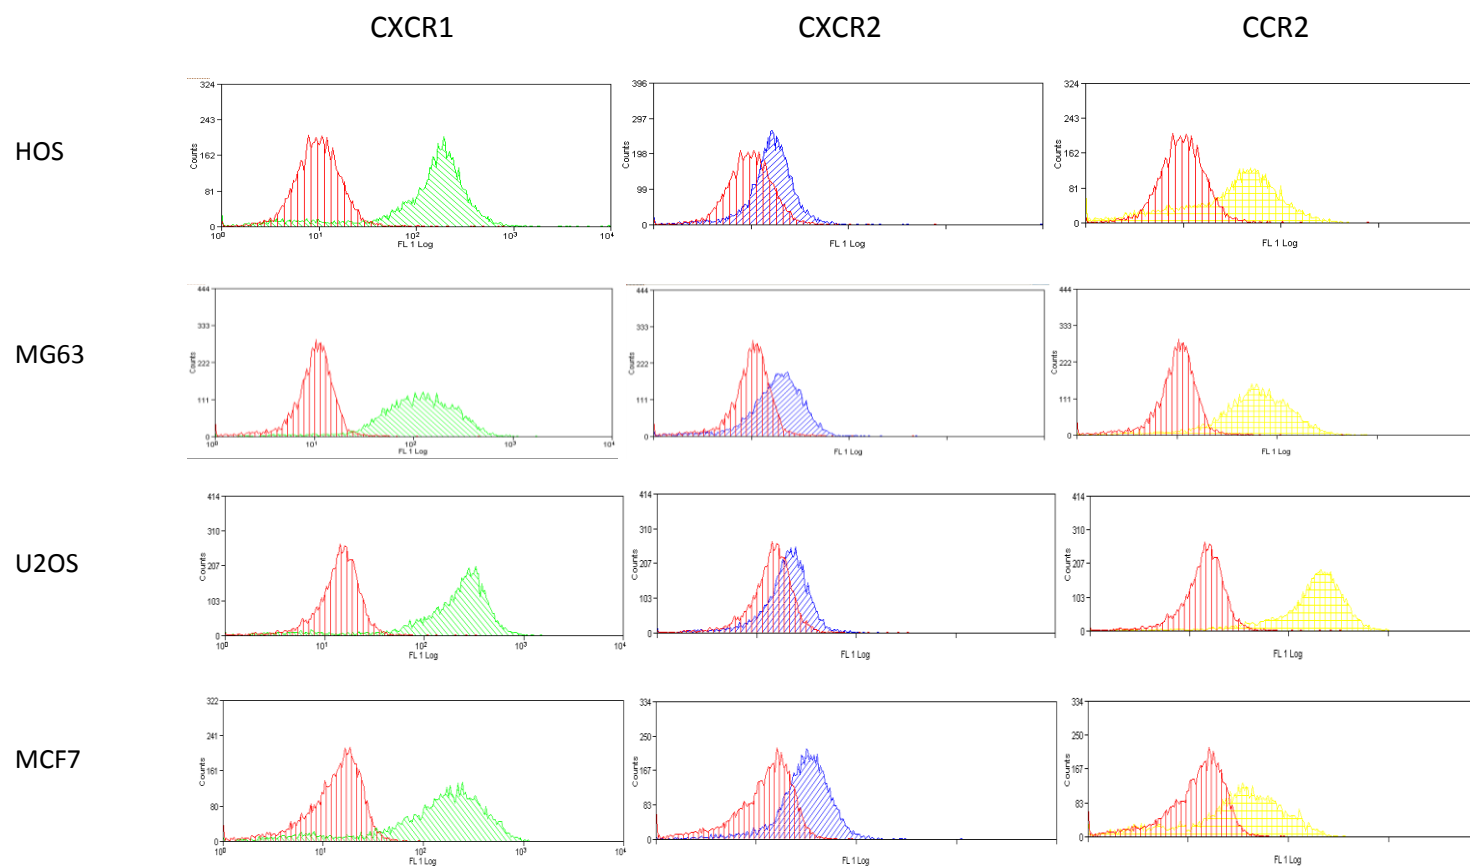 CXCR1 CXCR2 CCR2
HOS
324 243 162 81 0
Counts
10⁰ 10¹ 10² 10³ 10⁴
FL 1 Log
396 297 198 99 0
Counts
FL 1 Log
324 243 162 81 0
Counts
FL 1 Log
MG63
444 333 222 111 0
Counts
10⁰ 10¹ 10² 10³ 10⁴
FL 1 Log
444 333 222 111 0
Counts
FL 1 Log
444 333 222 111 0
Counts
FL 1 Log
U2OS
414 310 207 103 0
Counts
10⁰ 10¹ 10² 10³ 10⁴
FL 1 Log
414 310 207 103 0
Counts
FL 1 Log
414 310 207 103 0
Counts
FL 1 Log
MCF7
322 241 161 80 0
Counts
10⁰ 10¹ 10² 10³ 10⁴
FL 1 Log
334 250 167 83 0
Counts
FL 1 Log
334 250 167 83 0
Counts
FL 1 Log